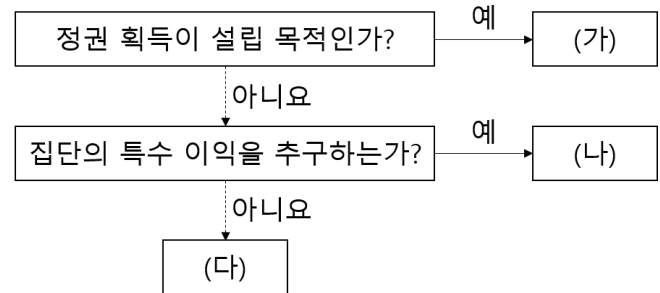 정권 획득이 설립 목적인가?
예
(가)
아니요
집단의 특수 이익을 추구하는가?
예
(나)
아니요
(다)